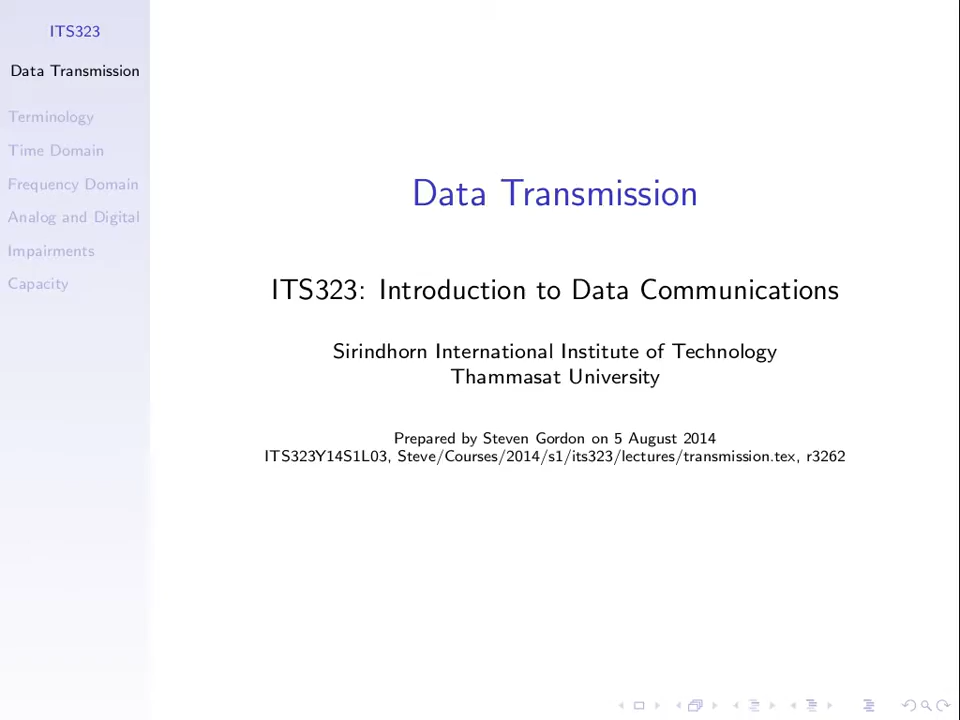 ITS323
Data Transmission
Terminology
Time Domain
Frequency Domain
Analog and Digital
Impairments
Capacity
Data Transmission
ITS323: Introduction to Data Communications
Sirindhorn International Institute of Technology
Thammasat University
Prepared by Steven Gordon on 5 August 2014
ITS323Y14S1L03, Steve/Courses/2014/s1/its323/lectures/transmission.tex, r3262